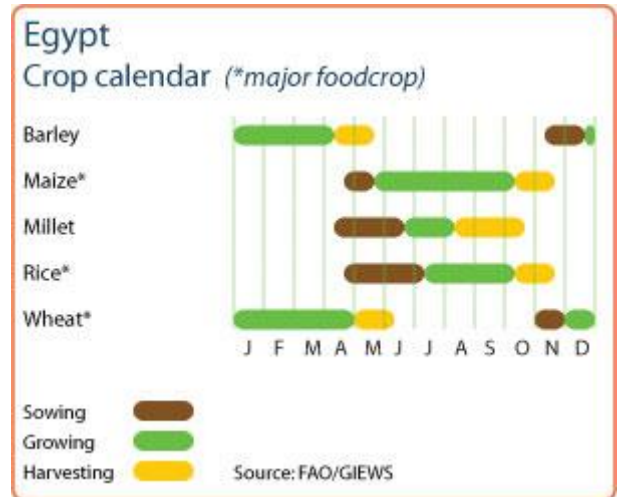 Egypt
Crop calendar (*major foodcrop)
Barley
Maize*
Millet
Rice*
Wheat*
J F M A M J J A S O N D
Sowing
Growing
Harvesting
Source: FAO/GIEWS